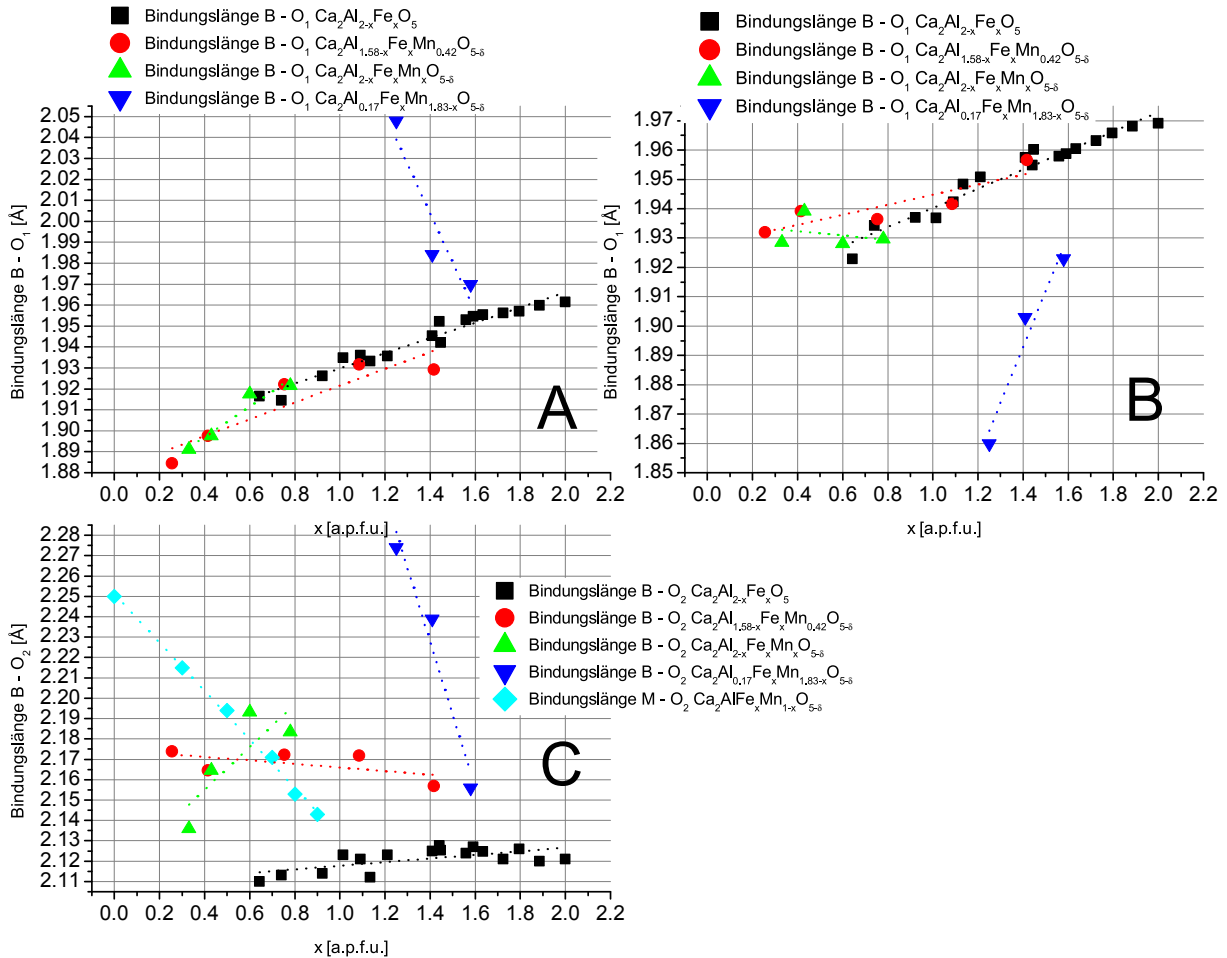 Bindungslänge B - O₁ Ca₂Al₂₋ₓFeₓO₅
Bindungslänge B - O₁ Ca₂Al₁.₅₈₋ₓFeₓMn₀.₄₂O₅₋δ
Bindungslänge B - O₁ Ca₂Al₂₋ₓFeₓMnₓO₅₋δ
Bindungslänge B - O₁ Ca₂Al₀.₁₇FeₓMn₁.₈₃₋ₓO₅₋δ
2.05
2.04
2.03
2.02
2.01
2.00
1.99
1.98
1.97
1.96
1.95
1.94
1.93
1.92
1.91
1.90
1.89
1.88
Bindungslänge B - O₁ [Å]
A
0.0 0.2 0.4 0.6 0.8 1.0 1.2 1.4 1.6 1.8 2.0 2.2
x [a.p.f.u.]
Bindungslänge B - O₁ Ca₂Al₂₋ₓFeₓO₅
Bindungslänge B - O₁ Ca₂Al₁.₅₈₋ₓFeₓMn₀.₄₂O₅₋δ
Bindungslänge B - O₁ Ca₂Al₂₋ₓFeₓMnₓO₅₋δ
Bindungslänge B - O₁ Ca₂Al₀.₁₇FeₓMn₁.₈₃₋ₓO₅₋δ
1.97
1.96
1.95
1.94
1.93
1.92
1.91
1.90
1.89
1.88
1.87
1.86
1.85
Bindungslänge B - O₁ [Å]
B
0.0 0.2 0.4 0.6 0.8 1.0 1.2 1.4 1.6 1.8 2.0 2.2
x [a.p.f.u.]
2.28
2.27
2.26
2.25
2.24
2.23
2.22
2.21
2.20
2.19
2.18
2.17
2.16
2.15
2.14
2.13
2.12
2.11
Bindungslänge B - O₂ [Å]
Bindungslänge B - O₂ Ca₂Al₂₋ₓFeₓO₅
Bindungslänge B - O₂ Ca₂Al₁.₅₈₋ₓFeₓMn₀.₄₂O₅₋δ
Bindungslänge B - O₂ Ca₂Al₂₋ₓFeₓMnₓO₅₋δ
Bindungslänge B - O₂ Ca₂Al₀.₁₇FeₓMn₁.₈₃₋ₓO₅₋δ
Bindungslänge M - O₂ Ca₂AlFeₓMn₁₋ₓO₅₋δ
C
0.0 0.2 0.4 0.6 0.8 1.0 1.2 1.4 1.6 1.8 2.0 2.2
x [a.p.f.u.]